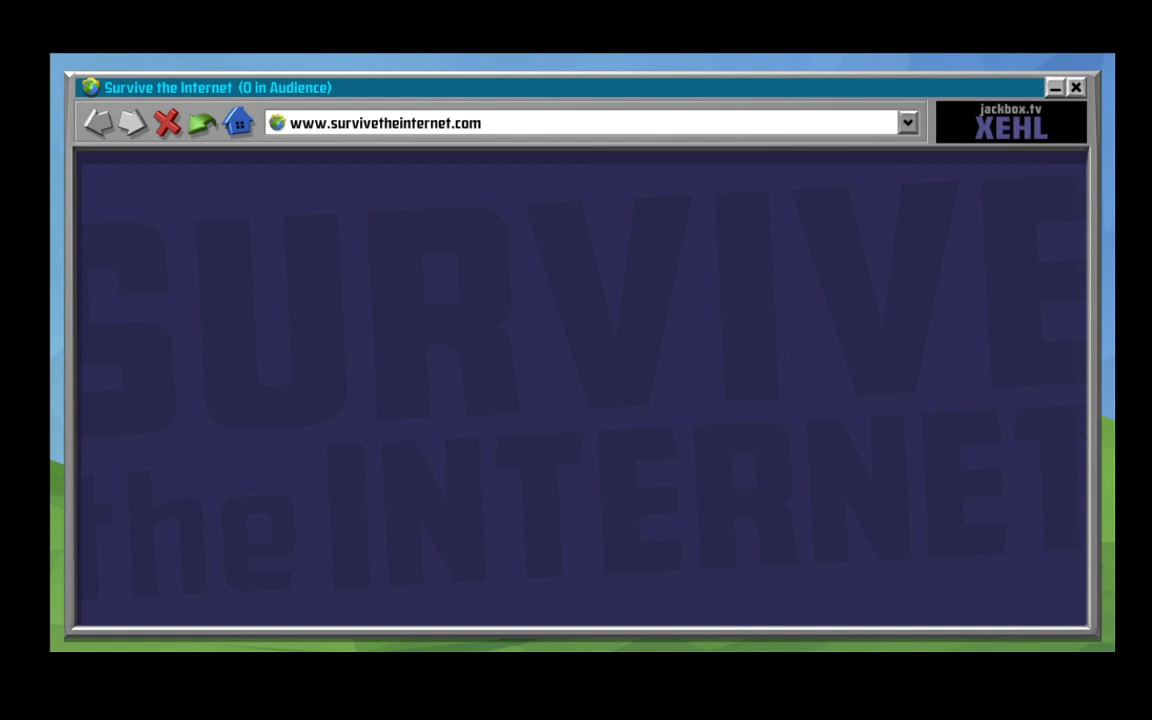 Survive the Internet (0 in Audience)
www.survivetheinternet.com
jackbox.tv
XEHL
SURVIVE
the INTERNET